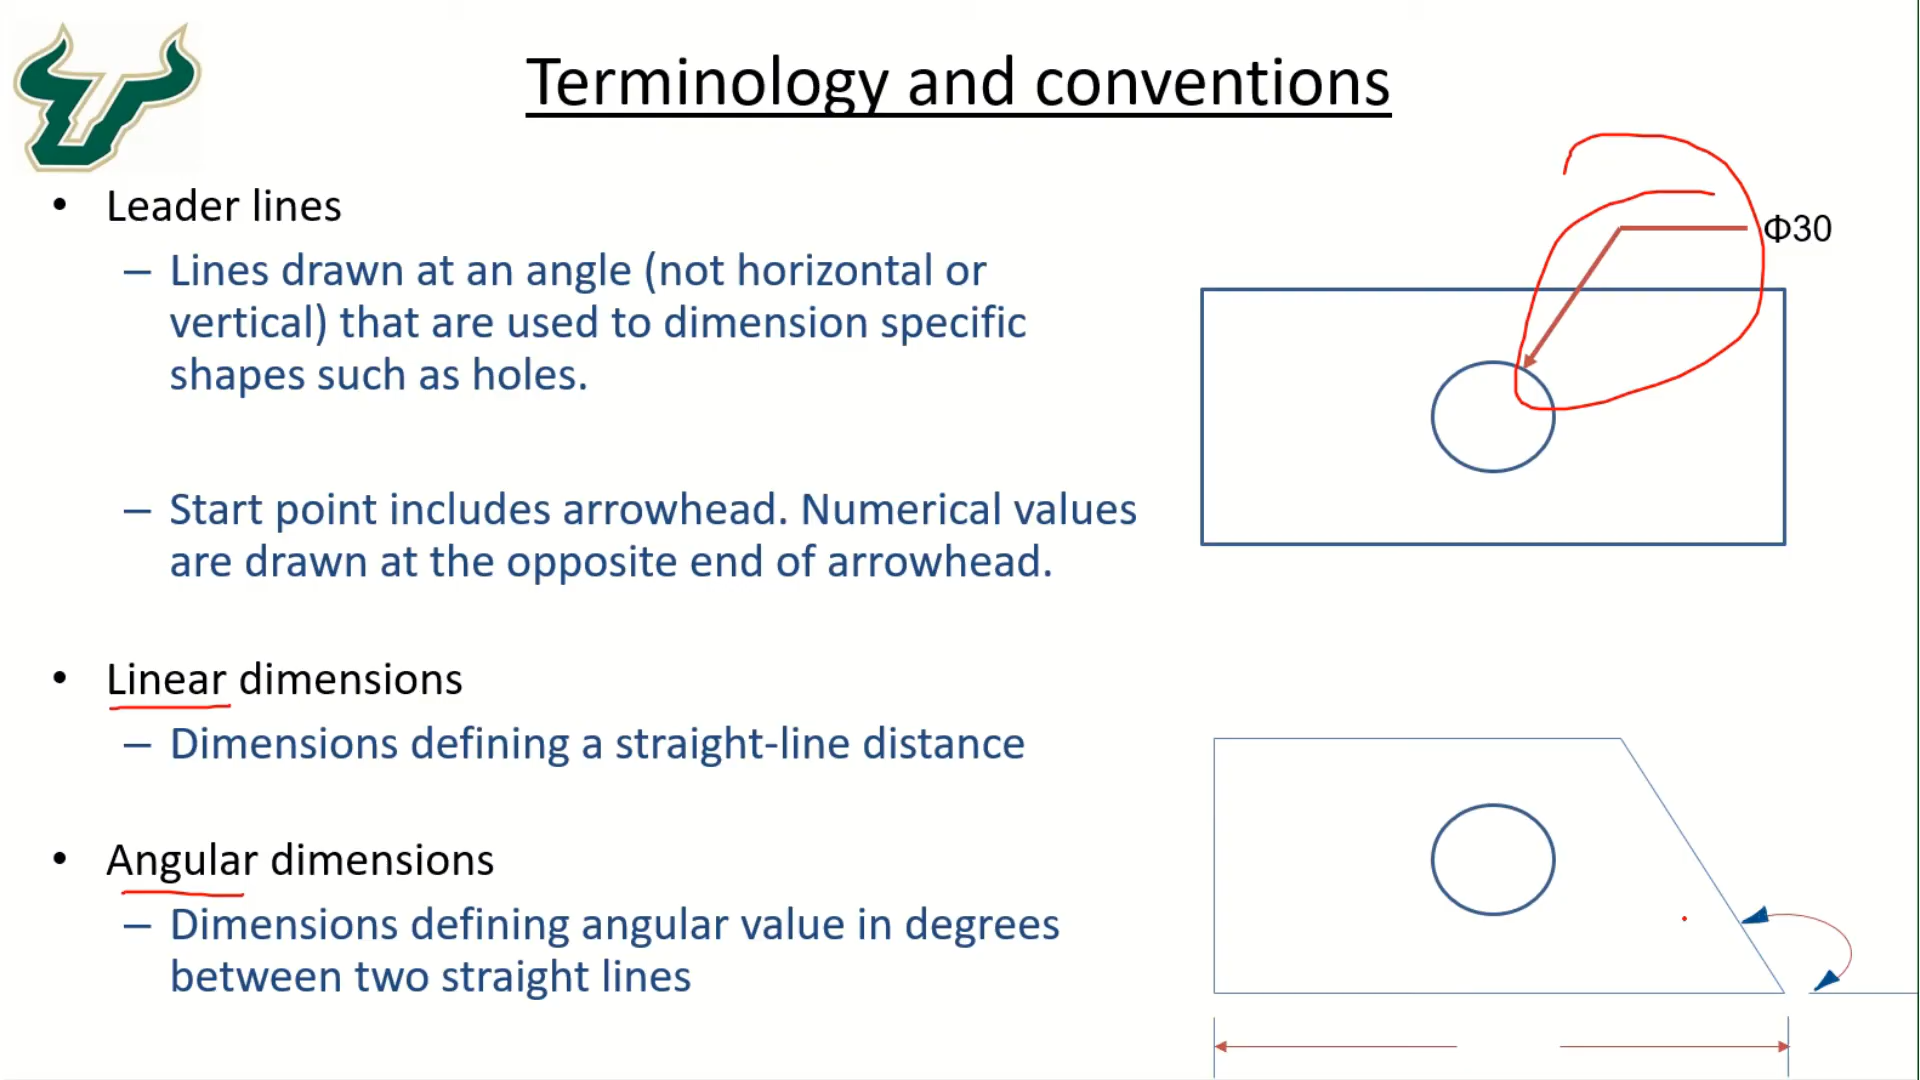 Terminology and conventions
• Leader lines
– Lines drawn at an angle (not horizontal or
vertical) that are used to dimension specific
shapes such as holes.
– Start point includes arrowhead. Numerical values
are drawn at the opposite end of arrowhead.
• Linear dimensions
– Dimensions defining a straight-line distance
• Angular dimensions
– Dimensions defining angular value in degrees
between two straight lines
Φ30